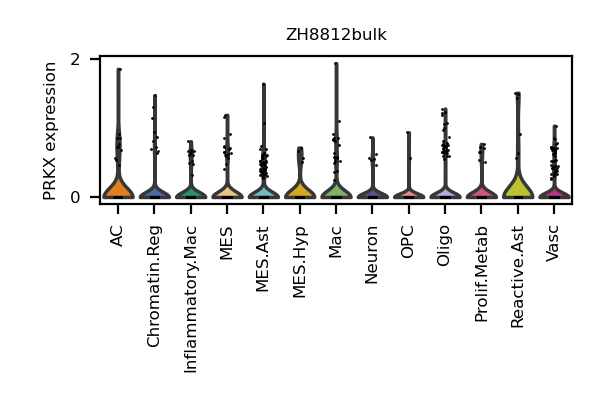 ZH8812bulk
PRKX expression
2
0
AC
Chromatin.Reg
Inflammatory.Mac
MES
MES.Ast
MES.Hyp
Mac
Neuron
OPC
Oligo
Prolif.Metab
Reactive.Ast
Vasc